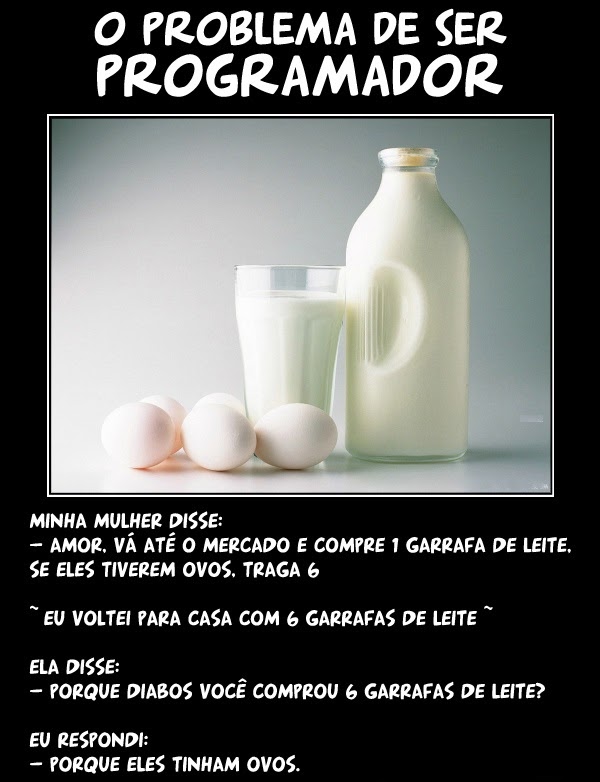 O PROBLEMA DE SER
PROGRAMADOR
MINHA MULHER DISSE:
– AMOR, VÁ ATÉ O MERCADO E COMPRE 1 GARRAFA DE LEITE.
SE ELES TIVEREM OVOS, TRAGA 6
~ EU VOLTEI PARA CASA COM 6 GARRAFAS DE LEITE ~
ELA DISSE:
– PORQUE DIABOS VOCÊ COMPROU 6 GARRAFAS DE LEITE?
EU RESPONDI:
– PORQUE ELES TINHAM OVOS.